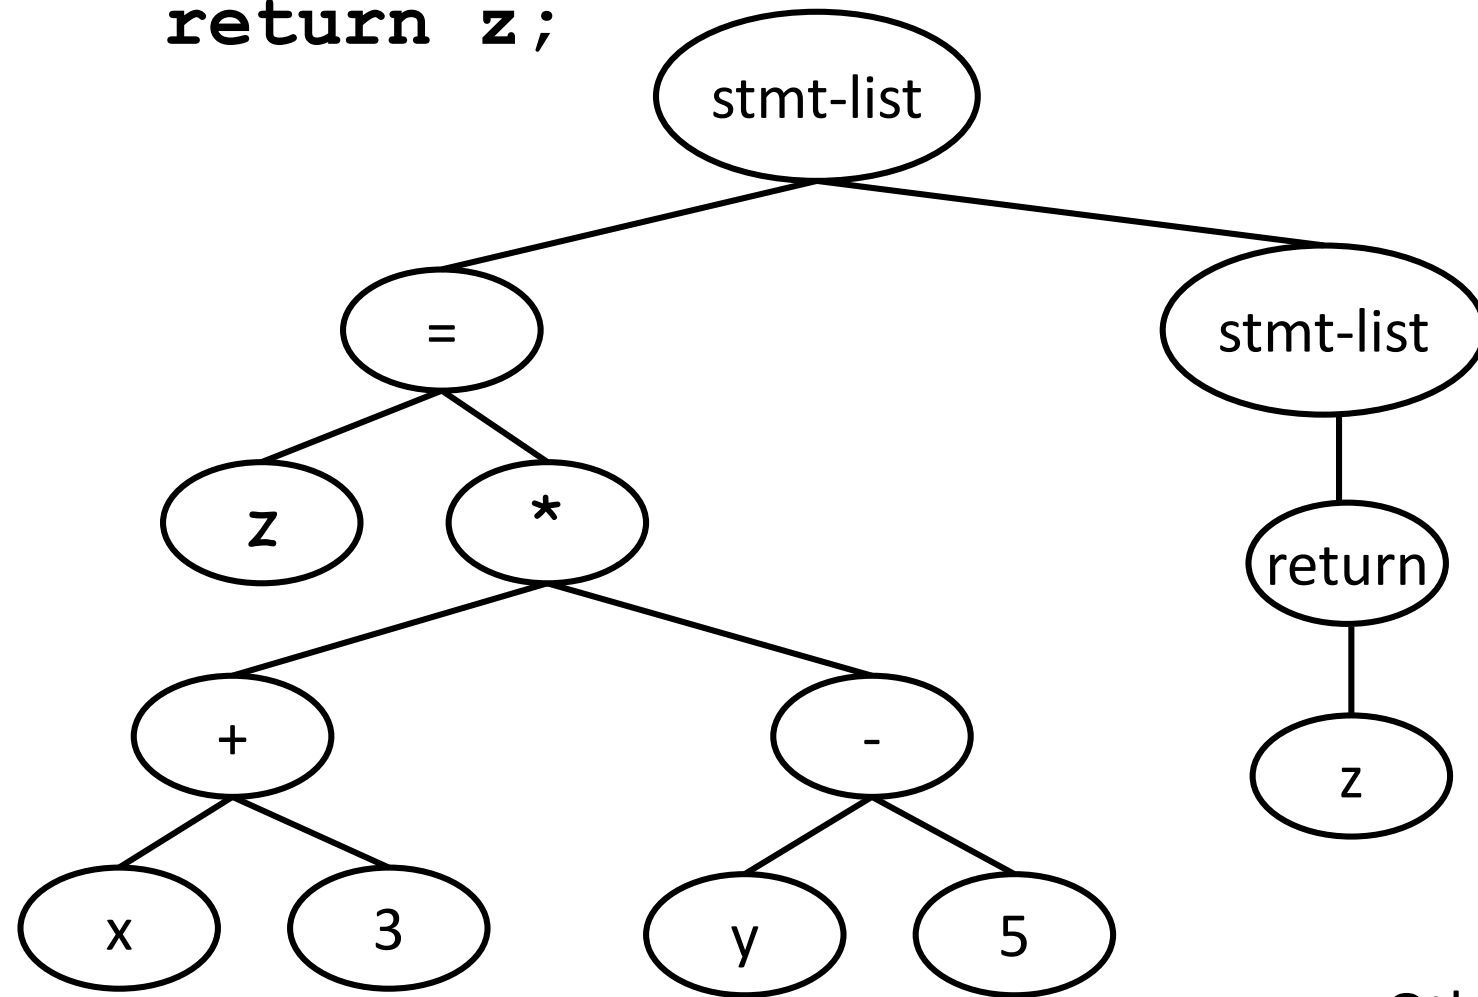 return z;
stmt-list
=
stmt-list
z
*
return
+
-
z
x
3
y
5